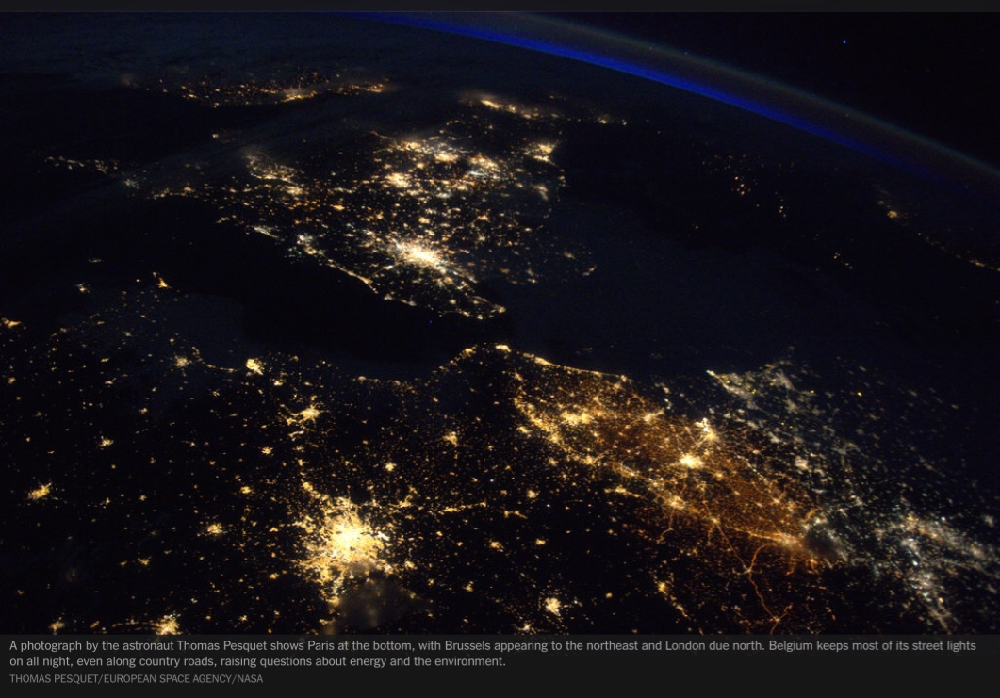 A photograph by the astronaut Thomas Pesquet shows Paris at the bottom, with Brussels appearing to the northeast and London due north. Belgium keeps most of its street lights
on all night, even along country roads, raising questions about energy and the environment.
THOMAS PESQUET/EUROPEAN SPACE AGENCY/NASA